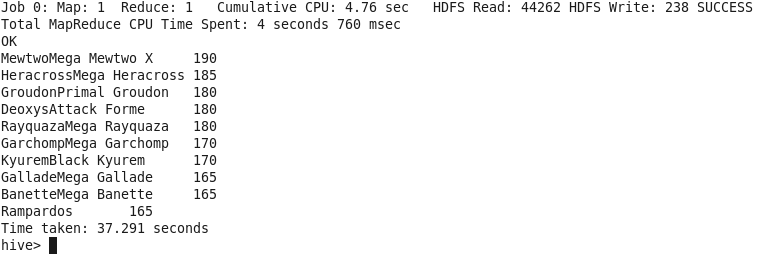 Job 0: Map: 1  Reduce: 1   Cumulative CPU: 4.76 sec   HDFS Read: 44262 HDFS Write: 238 SUCCESS
Total MapReduce CPU Time Spent: 4 seconds 760 msec
OK
MewtwoMega Mewtwo X     190
HeracrossMega Heracross 185
GroudonPrimal Groudon   180
DeoxysAttack Forme      180
RayquazaMega Rayquaza   180
GarchompMega Garchomp   170
KyuremBlack Kyurem      170
GalladeMega Gallade     165
BanetteMega Banette     165
Rampardos       165
Time taken: 37.291 seconds
hive>